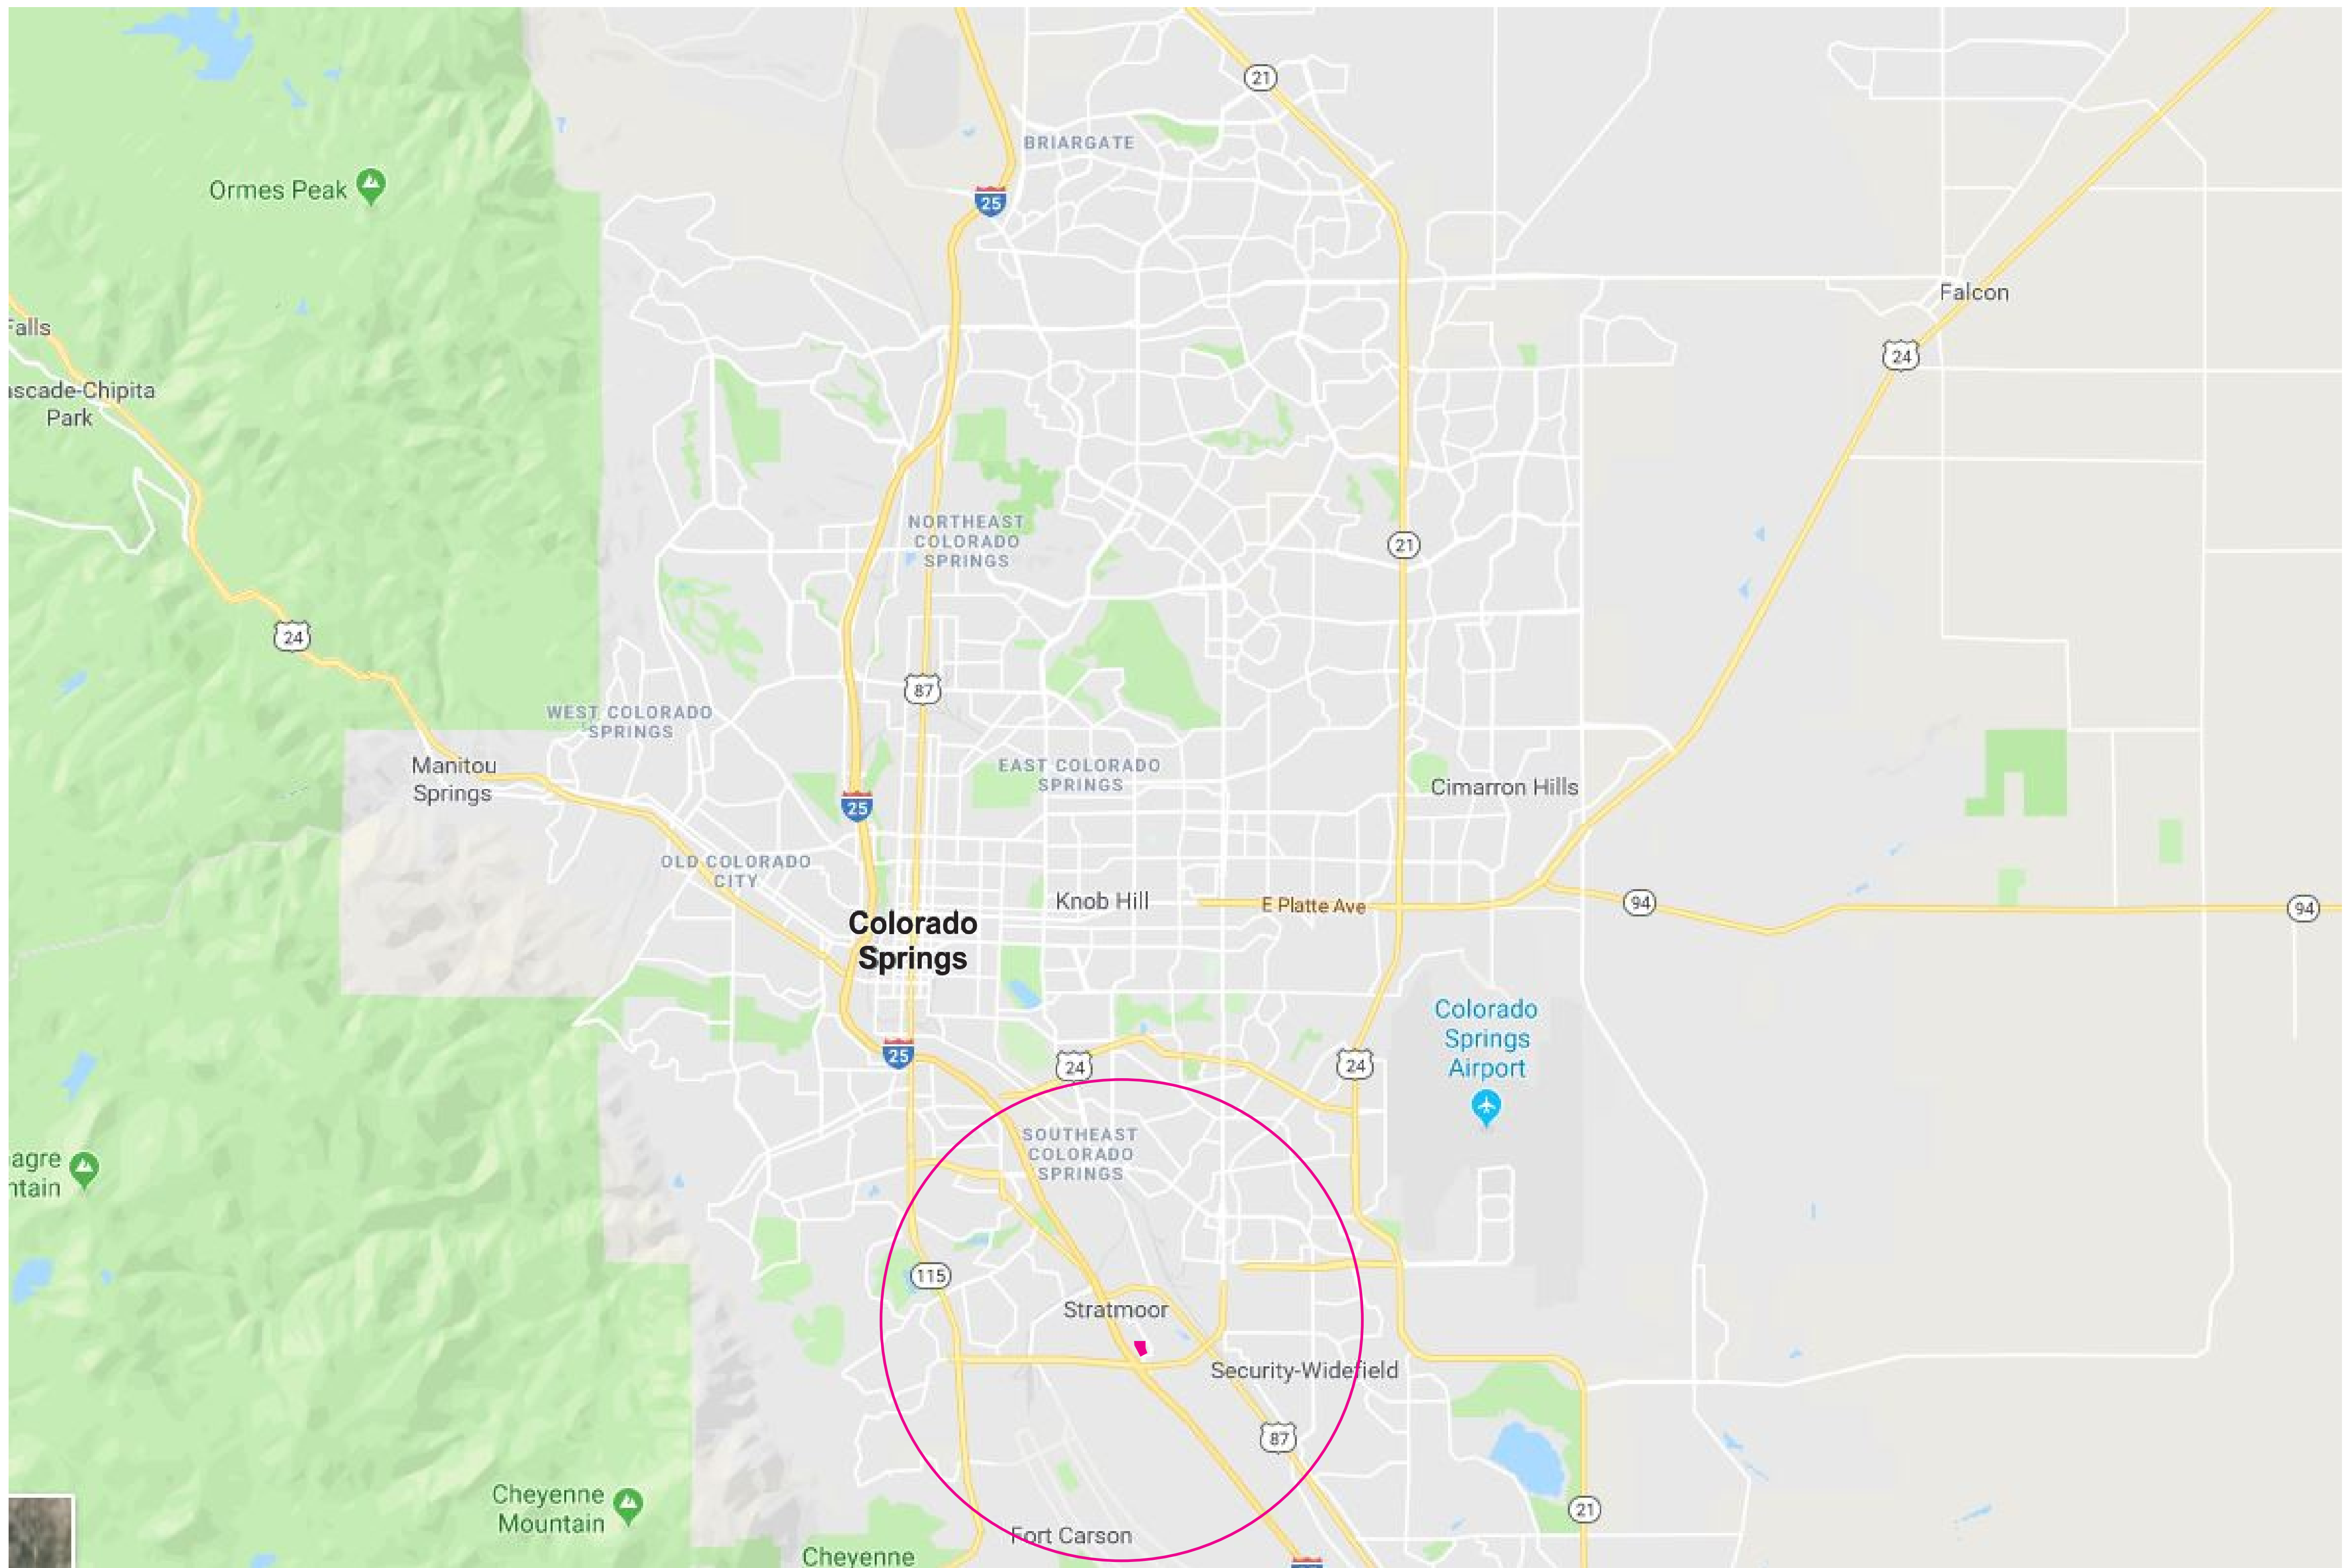 21
BRIARGATE
Ormes Peak
25
Falcon
Falls
24
ascade-Chipita
Park
NORTHEAST
COLORADO
SPRINGS
21
24
87
WEST COLORADO
SPRINGS
Manitou
Springs
EAST COLORADO
SPRINGS
Cimarron Hills
25
OLD COLORADO
CITY
Knob Hill
E Platte Ave
94
94
Colorado
Springs
Colorado
Springs
Airport
25
24
24
SOUTHEAST
COLORADO
SPRINGS
agre
ntain
115
Stratmoor
Security-Widefield
87
Cheyenne
Mountain
21
Fort Carson
Cheyenne